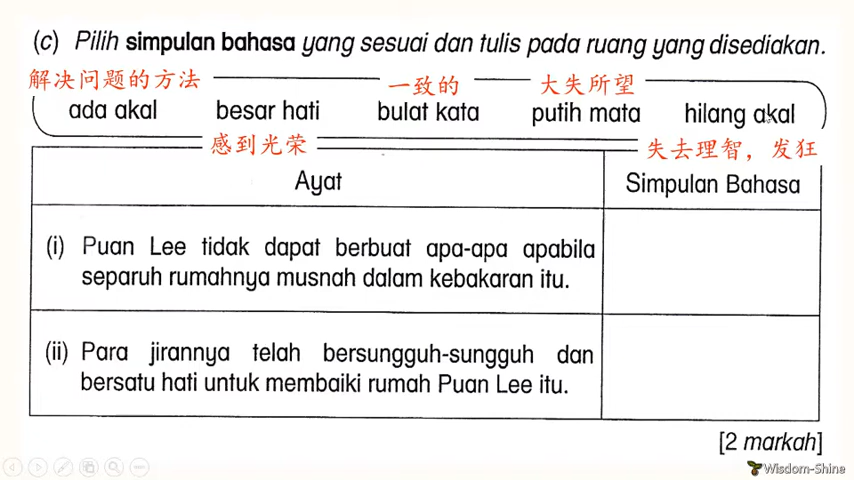 (c) Pilih simpulan bahasa yang sesuai dan tulis pada ruang yang disediakan.
解决问题的方法 一致的 大失所望
ada akal besar hati bulat kata putih mata hilang akal
感到光荣 失去理智，发狂
Ayat Simpulan Bahasa
(i) Puan Lee tidak dapat berbuat apa-apa apabila
separuh rumahnya musnah dalam kebakaran itu.
(ii) Para jirannya telah bersungguh-sungguh dan
bersatu hati untuk membaiki rumah Puan Lee itu.
[2 markah]
Wisdom-Shine